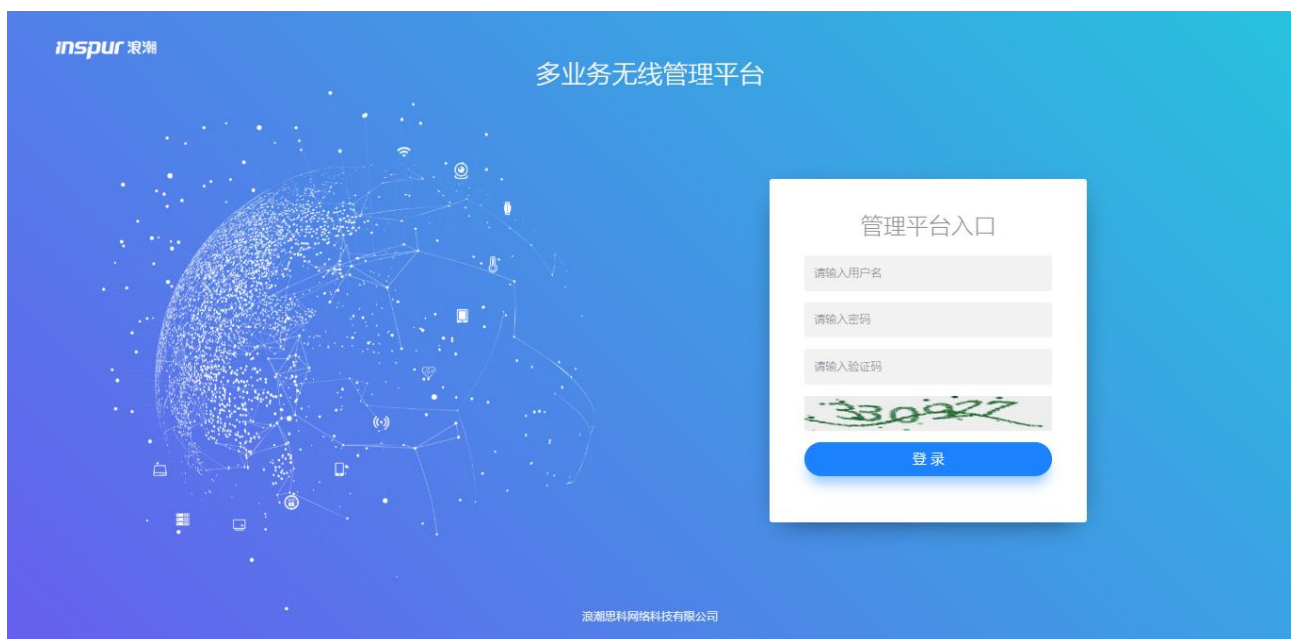 inspur 浪潮
多业务无线管理平台
管理平台入口
请输入用户名
请输入密码
请输入验证码
330927
登录
浪潮思科网络科技有限公司